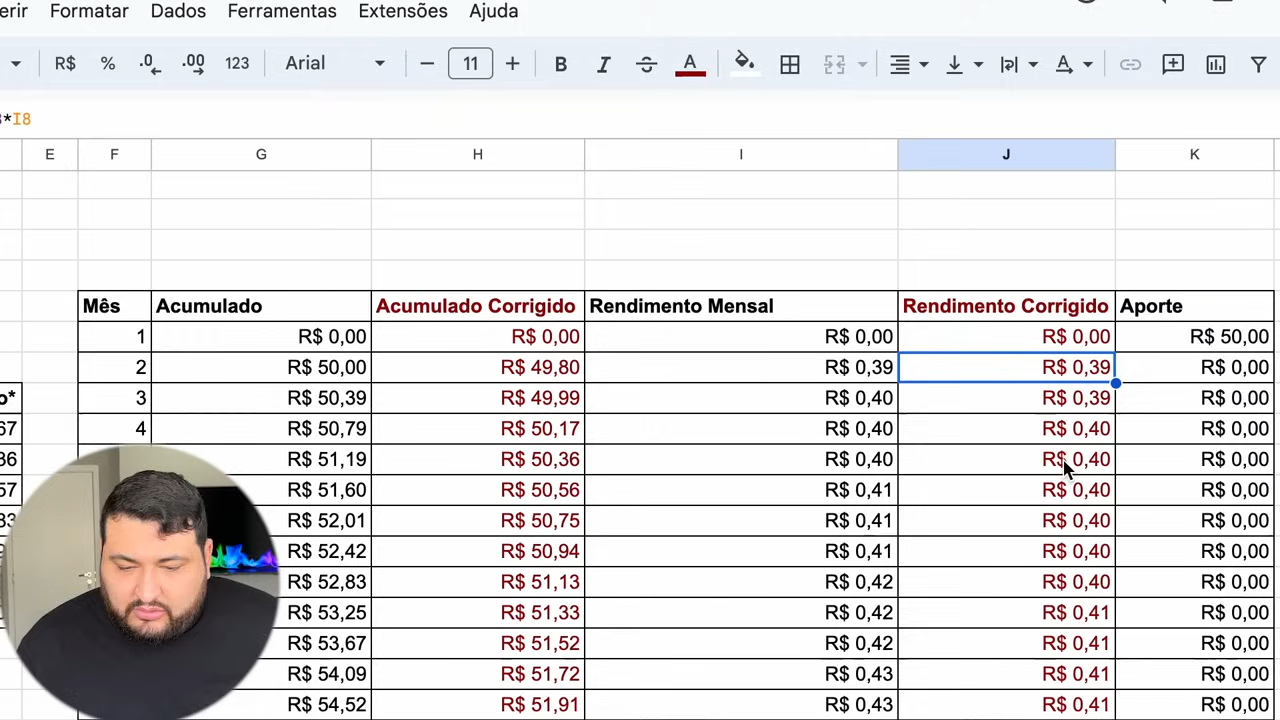 erir Formatar Dados Ferramentas Extensões Ajuda
R$ % .0 .00 123 Arial 11 B I A A
*I8
E F G H I J K
Mês Acumulado Acumulado Corrigido Rendimento Mensal Rendimento Corrigido Aporte
1 R$ 0,00 R$ 0,00 R$ 0,00 R$ 0,00 R$ 50,00
2 R$ 50,00 R$ 49,80 R$ 0,39 R$ 0,39 R$ 0,00
o* 3 R$ 50,39 R$ 49,99 R$ 0,40 R$ 0,39 R$ 0,00
67 4 R$ 50,79 R$ 50,17 R$ 0,40 R$ 0,40 R$ 0,00
36 R$ 51,19 R$ 50,36 R$ 0,40 R$ 0,40 R$ 0,00
57 R$ 51,60 R$ 50,56 R$ 0,41 R$ 0,40 R$ 0,00
33 R$ 52,01 R$ 50,75 R$ 0,41 R$ 0,40 R$ 0,00
R$ 52,42 R$ 50,94 R$ 0,41 R$ 0,40 R$ 0,00
R$ 52,83 R$ 51,13 R$ 0,42 R$ 0,40 R$ 0,00
R$ 53,25 R$ 51,33 R$ 0,42 R$ 0,41 R$ 0,00
R$ 53,67 R$ 51,52 R$ 0,42 R$ 0,41 R$ 0,00
R$ 54,09 R$ 51,72 R$ 0,43 R$ 0,41 R$ 0,00
R$ 54,52 R$ 51,91 R$ 0,43 R$ 0,41 R$ 0,00